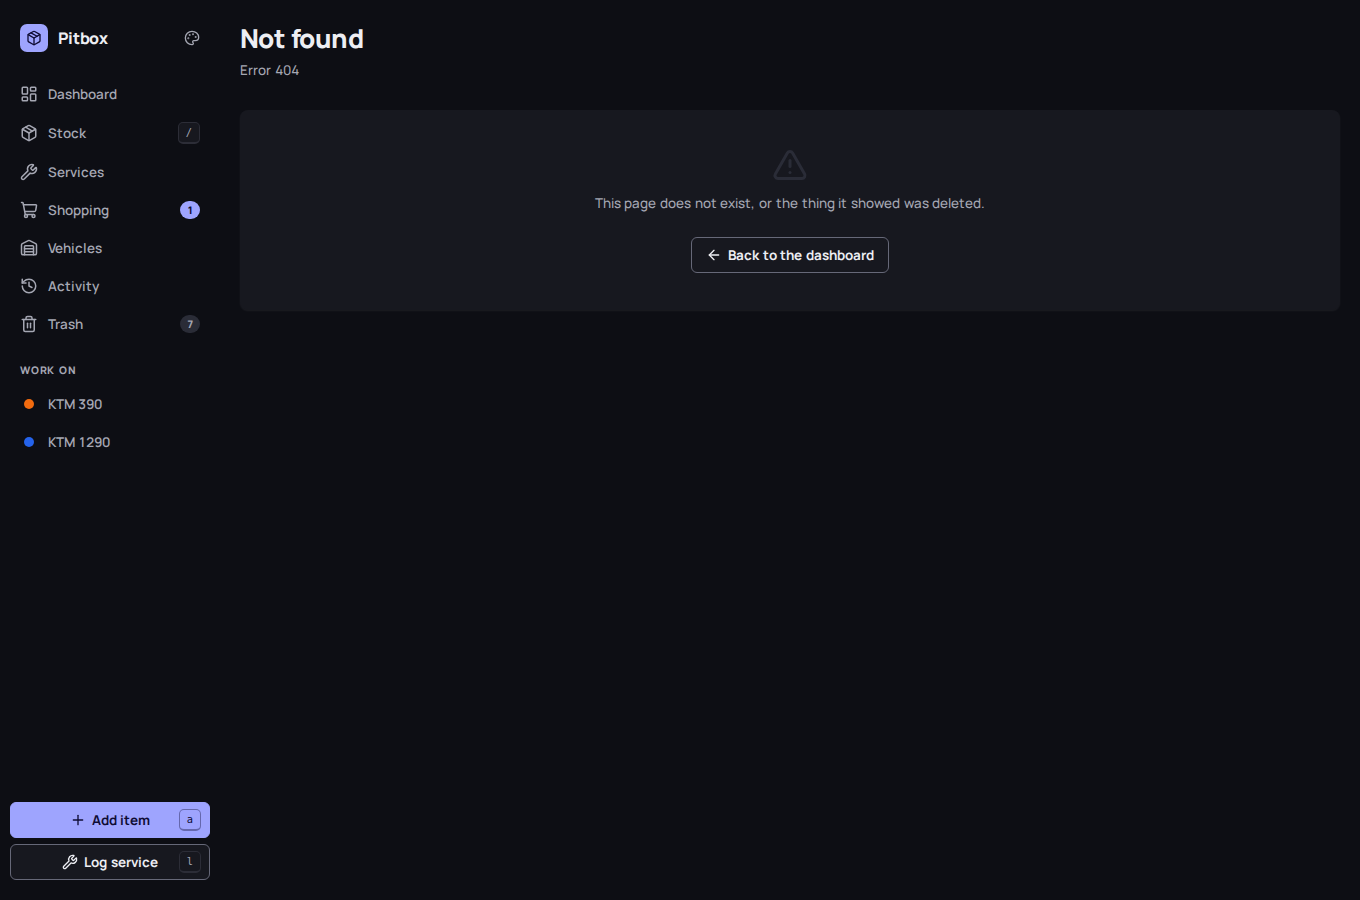 Pitbox
Dashboard
Stock /
Services
Shopping 1
Vehicles
Activity
Trash 7
WORK ON
KTM 390
KTM 1290
Add item a
Log service l
Not found
Error 404
This page does not exist, or the thing it showed was deleted.
Back to the dashboard